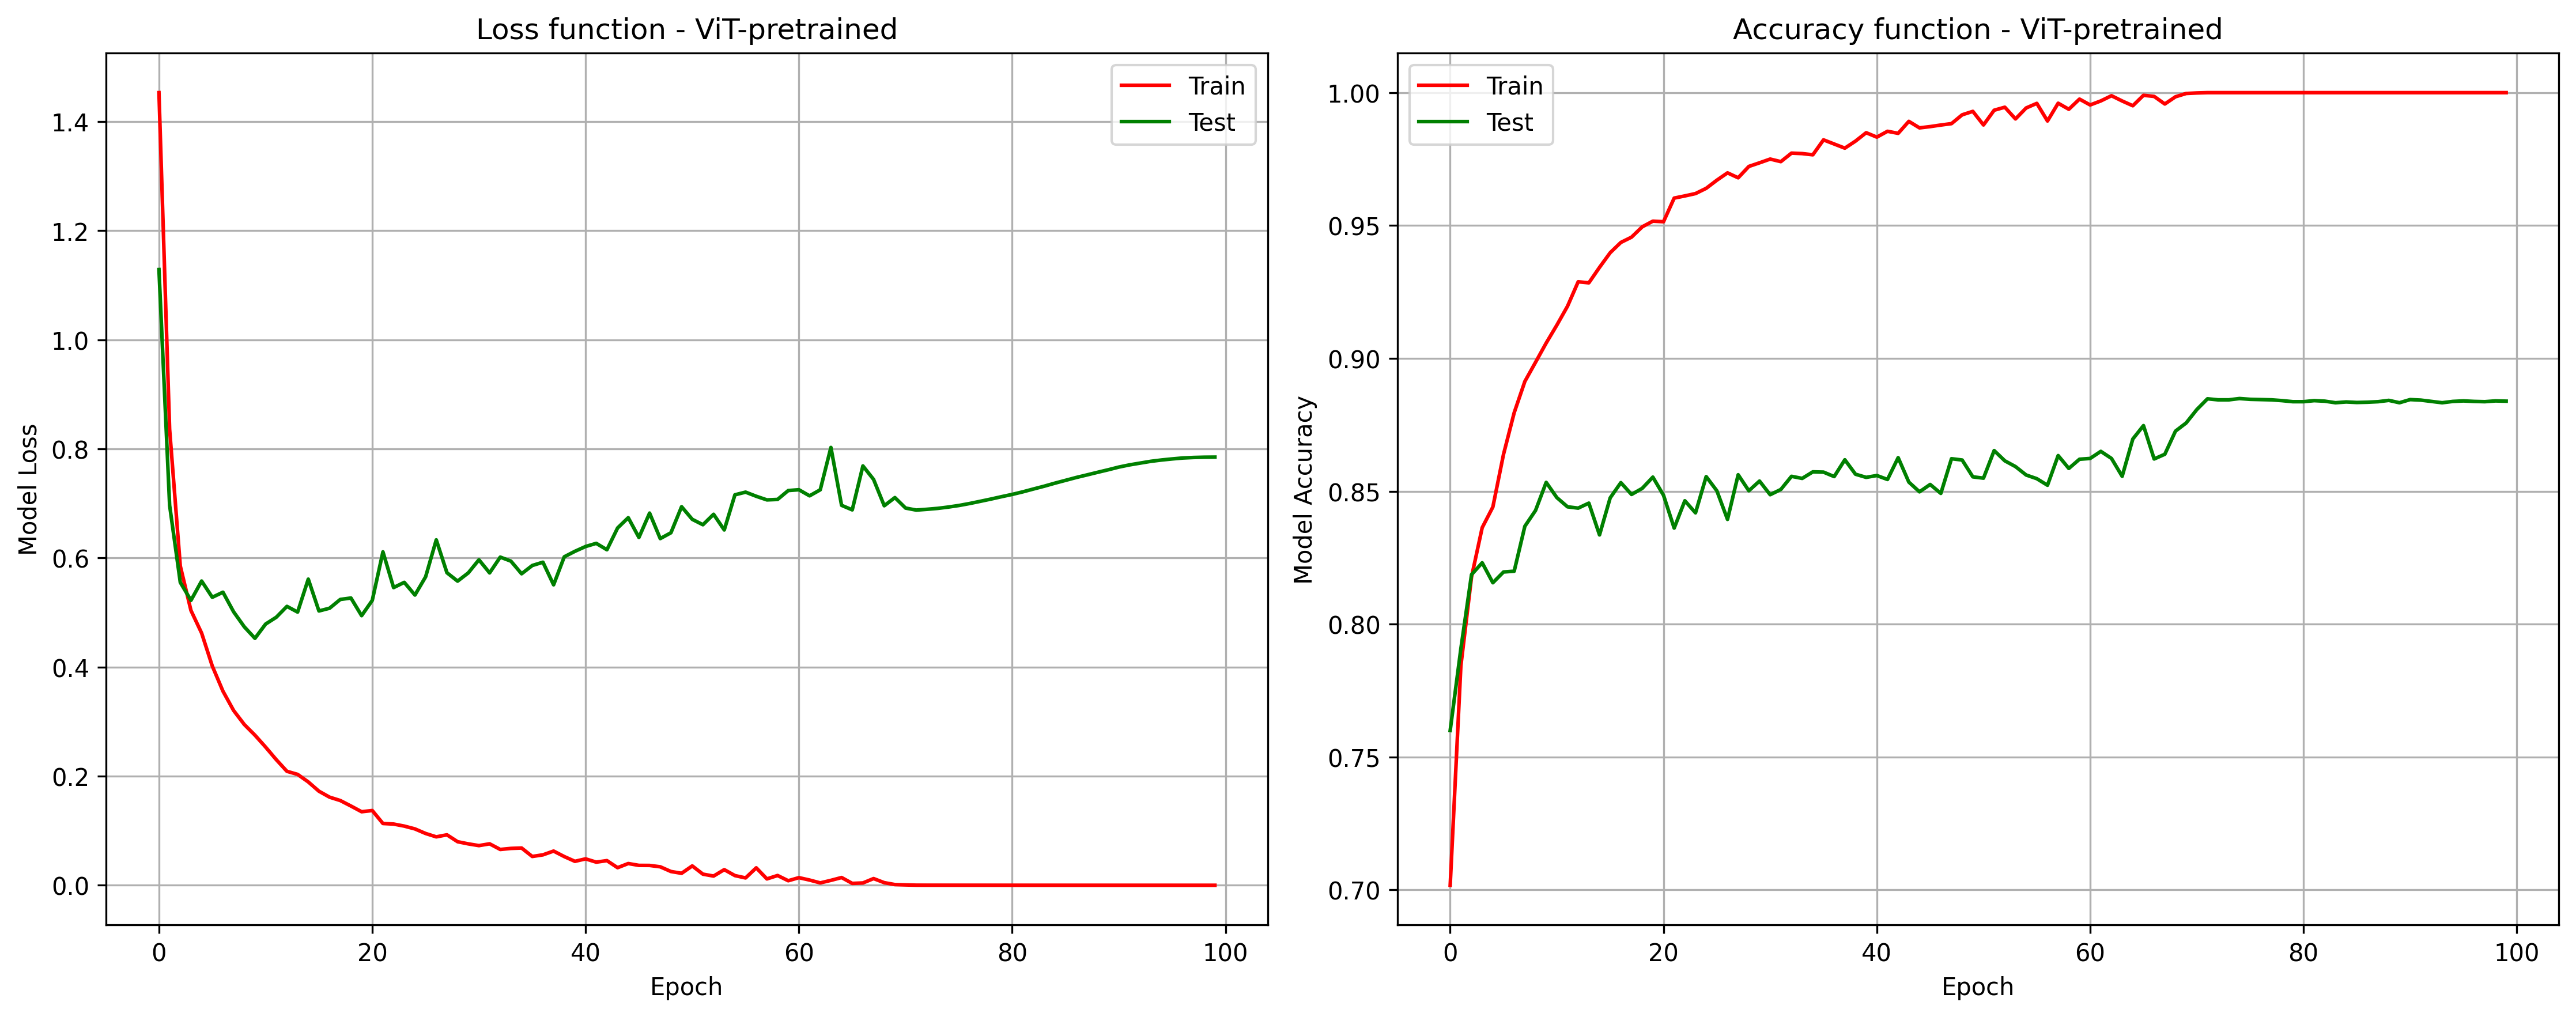 Loss function - ViT-pretrained
Train
Test
1.4
1.2
1.0
0.8
0.6
0.4
0.2
0.0
Model Loss
0 20 40 60 80 100
Epoch
Accuracy function - ViT-pretrained
Train
Test
1.00
0.95
0.90
0.85
0.80
0.75
0.70
Model Accuracy
0 20 40 60 80 100
Epoch